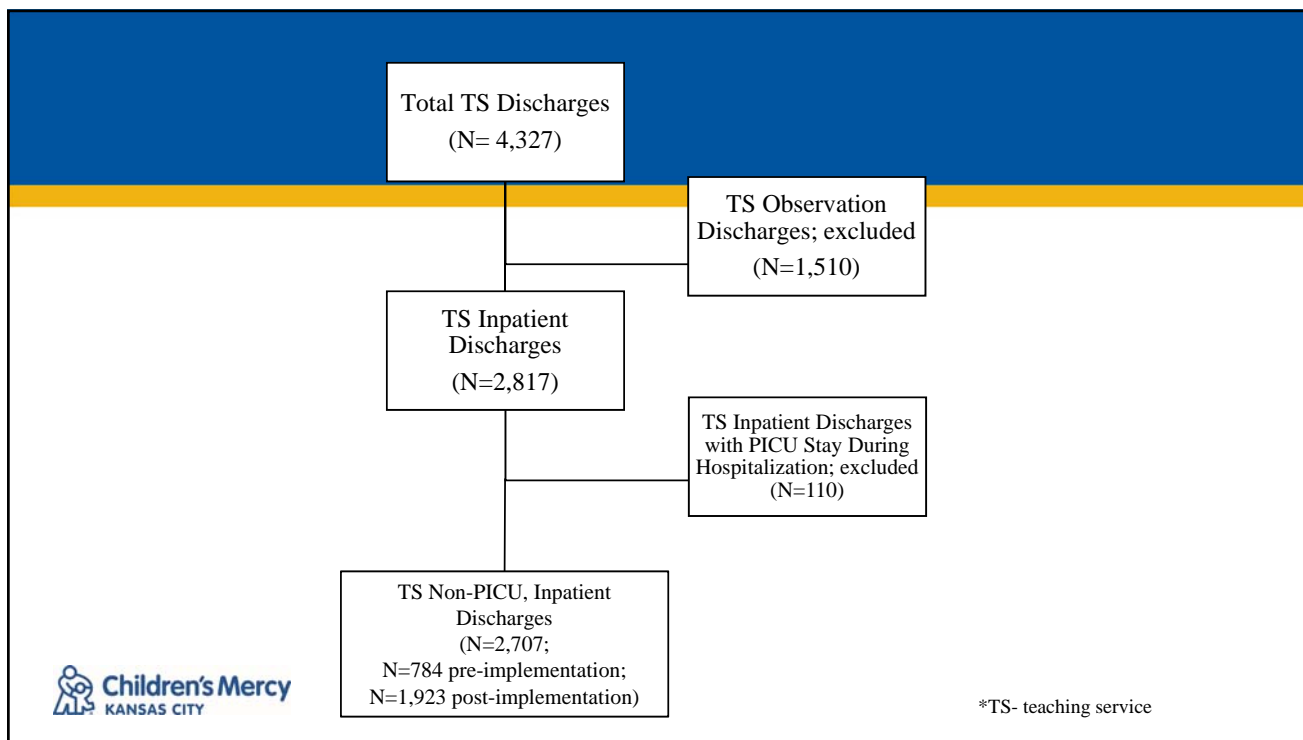 Total TS Discharges
(N= 4,327)
TS Observation
Discharges; excluded
(N=1,510)
TS Inpatient
Discharges
(N=2,817)
TS Inpatient Discharges
with PICU Stay During
Hospitalization; excluded
(N=110)
TS Non-PICU, Inpatient
Discharges
(N=2,707;
N=784 pre-implementation;
N=1,923 post-implementation)
Children's Mercy
KANSAS CITY
*TS- teaching service